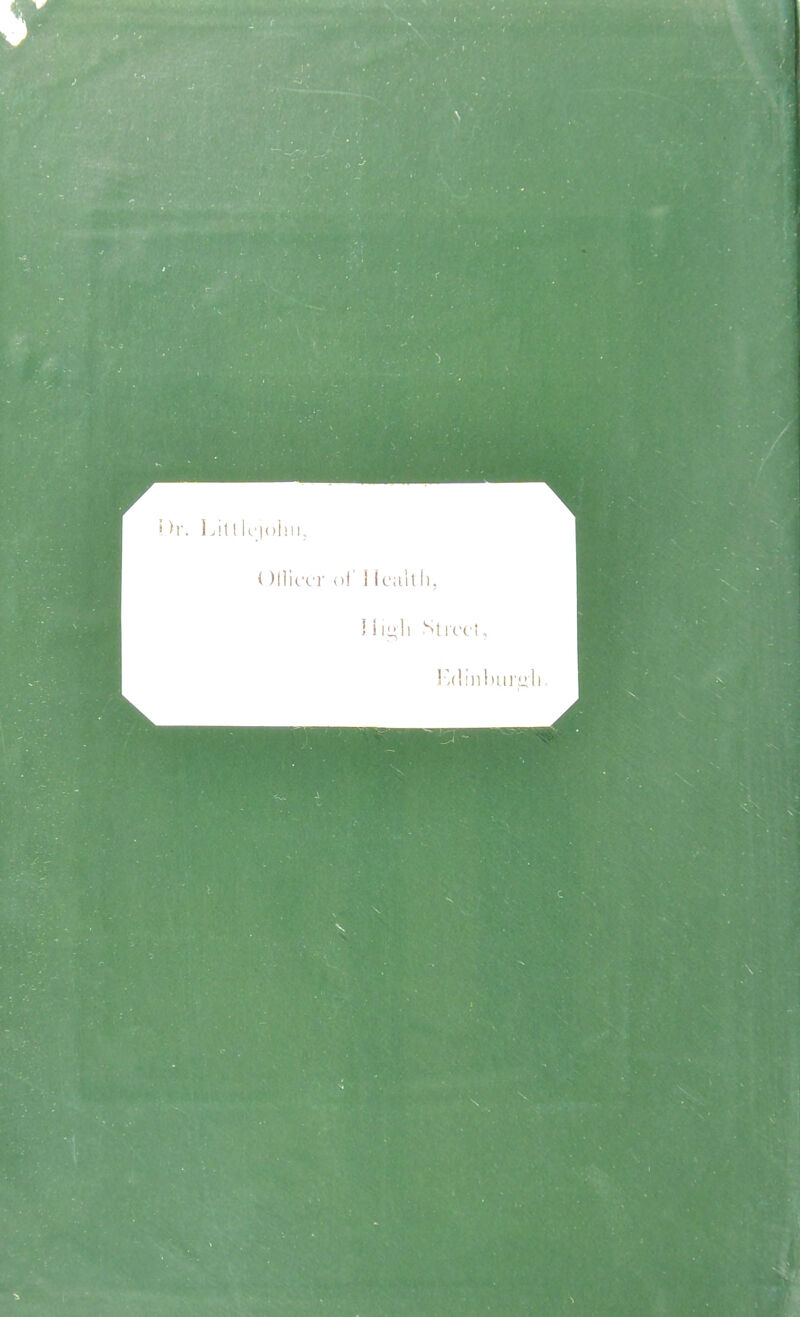 Dr. Littlejohn,
Officer of Health,
High Street,
Edinburgh.